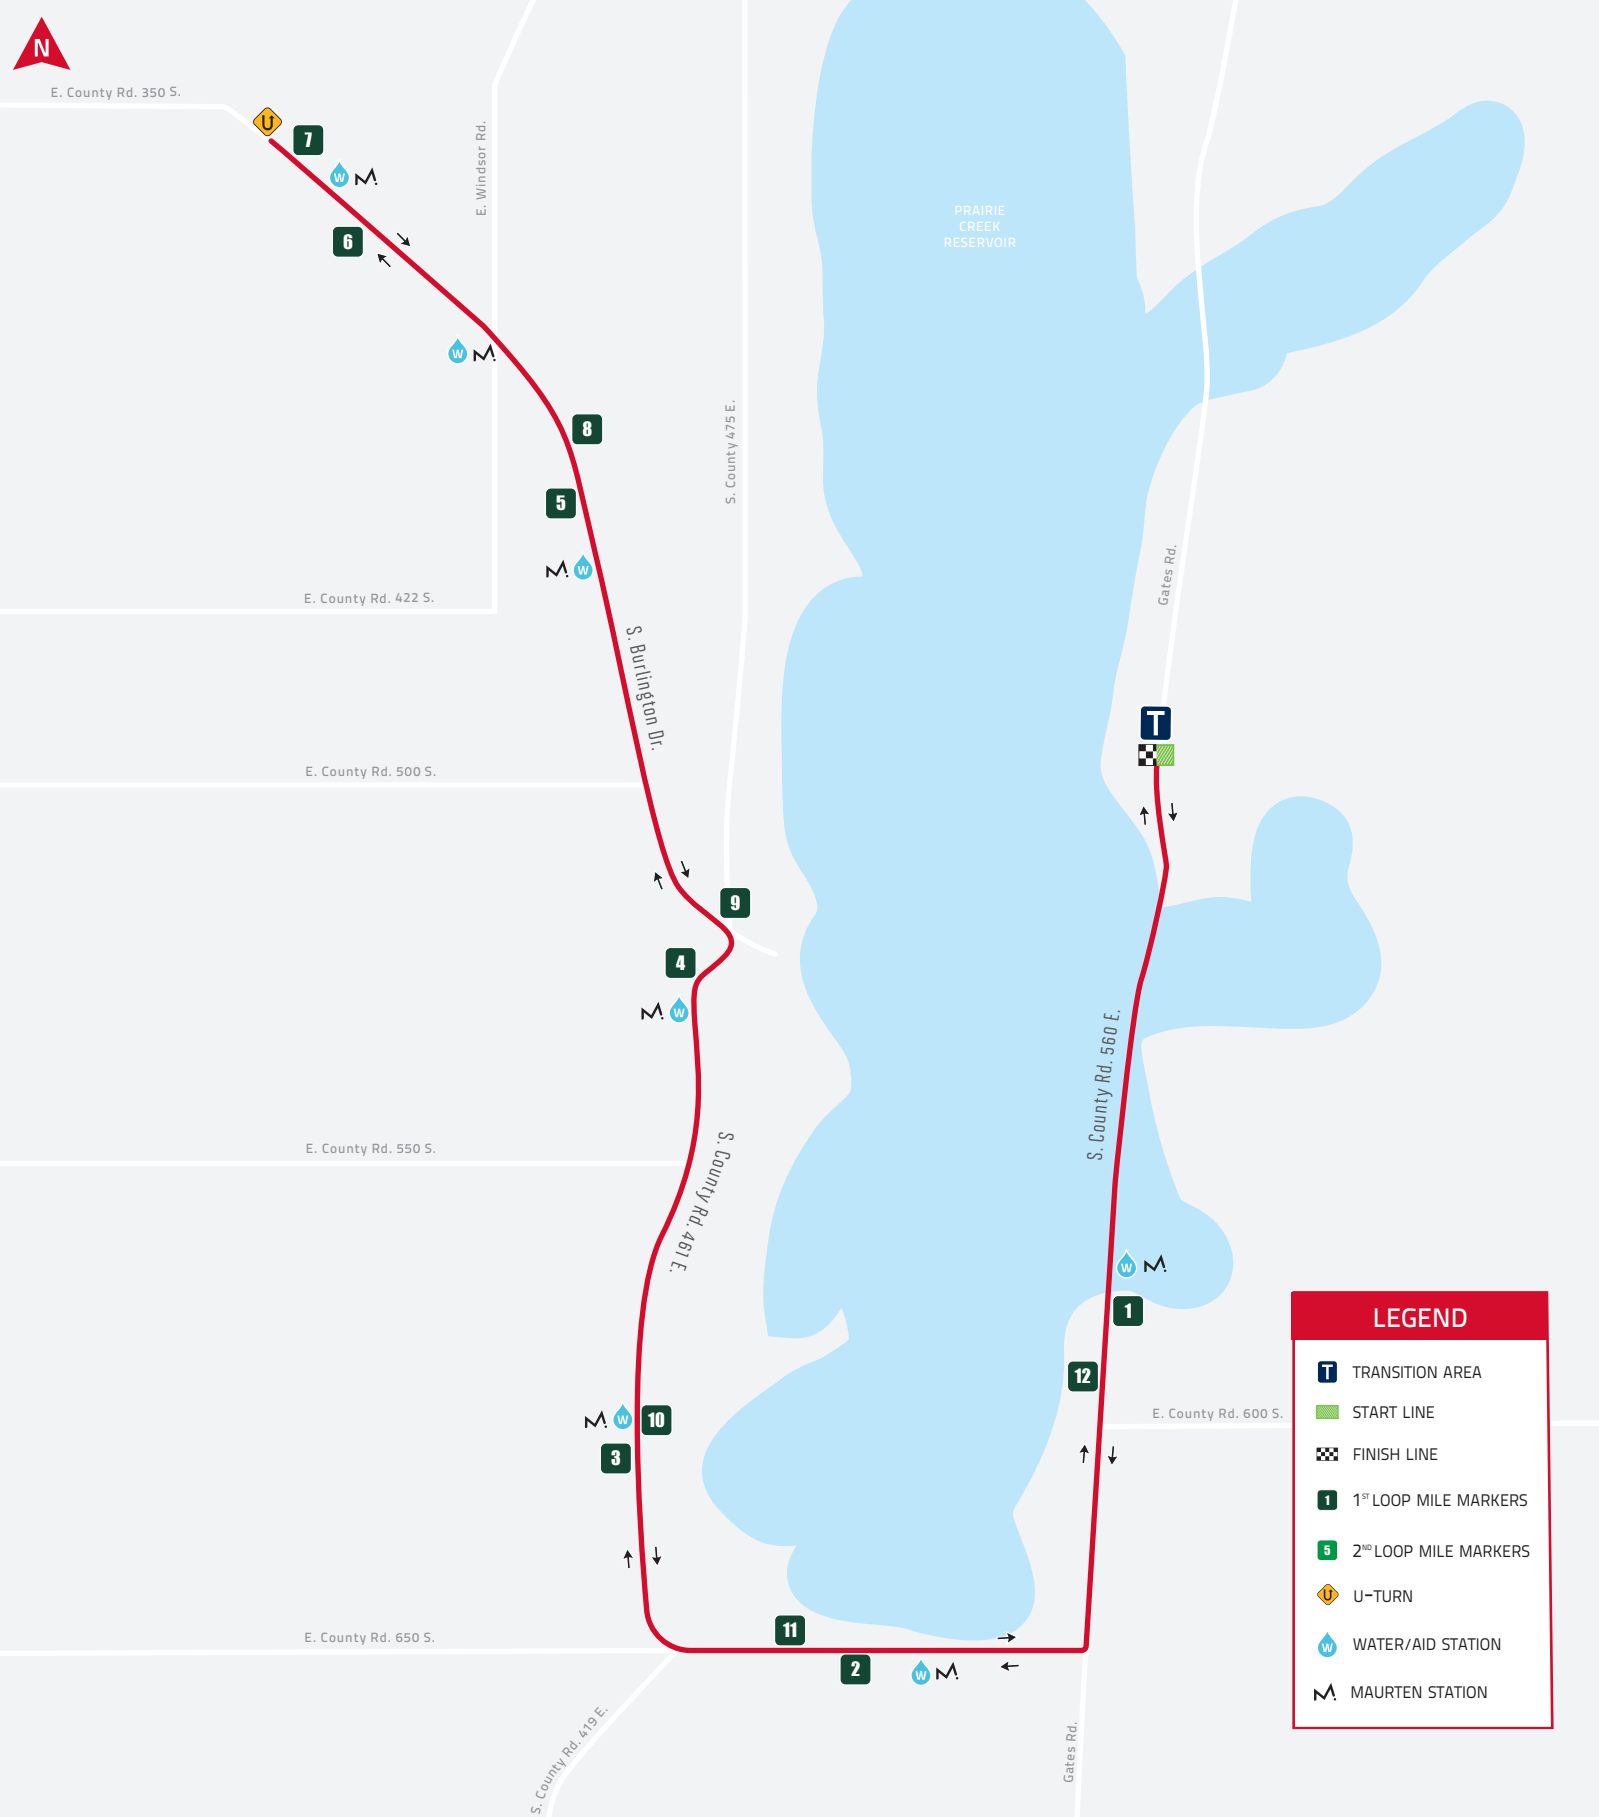 N
E. County Rd. 350 S.
7
W
E. Windsor Rd.
6
PRAIRIE
CREEK
RESERVOIR
W
8
S. County 475 E.
5
W
Gates Rd.
E. County Rd. 422 S.
S. Burlington Dr.
T
E. County Rd. 500 S.
9
4
W
S. County Rd. 560 E.
E. County Rd. 550 S.
S. County Rd. 461 E.
W
1
12
E. County Rd. 600 S.
W
10
3
11
E. County Rd. 650 S.
2
W
S. County Rd. 419 E.
Gates Rd.
LEGEND
T TRANSITION AREA
START LINE
FINISH LINE
1 1ST LOOP MILE MARKERS
5 2ND LOOP MILE MARKERS
U-TURN
W WATER/AID STATION
MAURTEN STATION